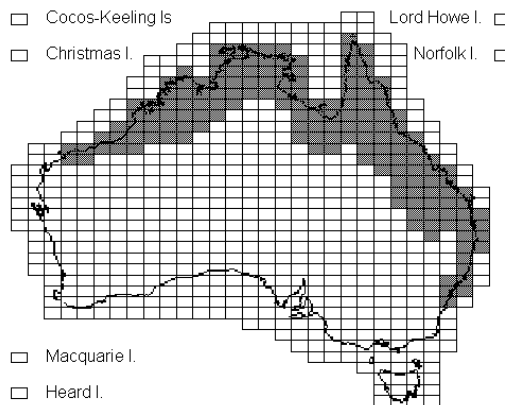 Cocos-Keeling Is
Lord Howe I.
Christmas I.
Norfolk I.
Macquarie I.
Heard I.